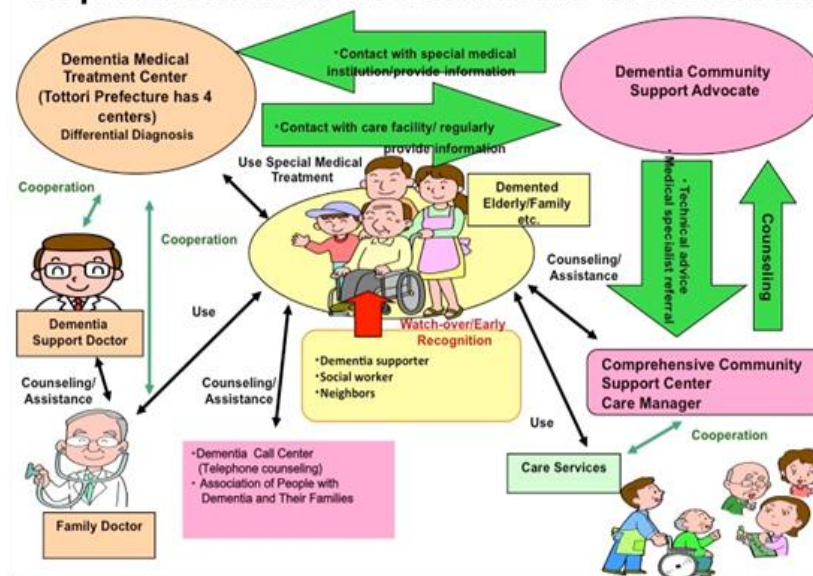 Dementia Medical
Treatment Center
(Tottori Prefecture has 4
centers)
Differential Diagnosis
•Contact with special medical
institution/provide information
Dementia Community
Support Advocate
•Contact with care facility/ regularly
provide information
Use Special Medical
Treatment
Cooperation
Cooperation
Demented
Elderly/Family
etc.
• Technical advice
• Medical specialist referral
Counseling
Counseling/
Assistance
Dementia
Support Doctor
Use
Watch-over/Early
Recognition
•Dementia supporter
•Social worker
•Neighbors
Comprehensive Community
Support Center
Care Manager
Counseling/
Assistance
Counseling/
Assistance
Use
Cooperation
•Dementia Call Center
(Telephone counseling)
• Association of People with
Dementia and Their Families
Care Services
Family Doctor